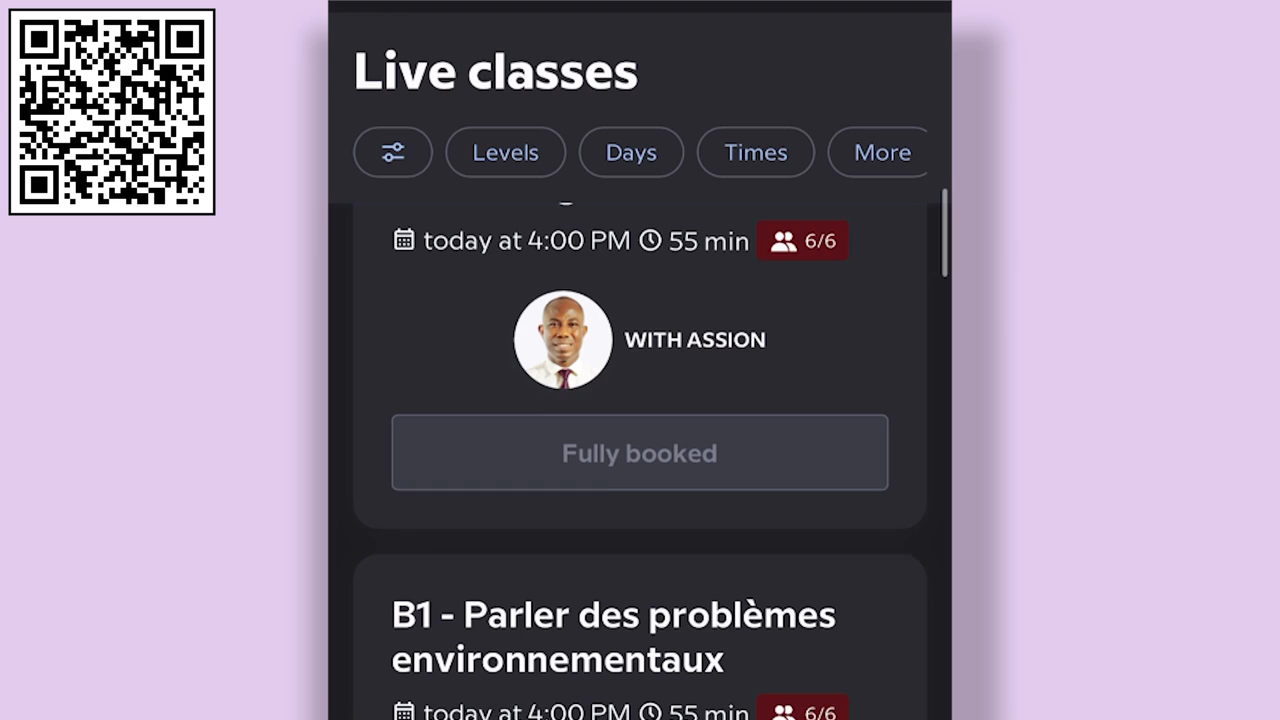 Live classes
Levels Days Times More
today at 4:00 PM 55 min 6/6
WITH ASSION
Fully booked
B1 - Parler des problèmes
environnementaux
today at 4:00 PM 55 min 6/6